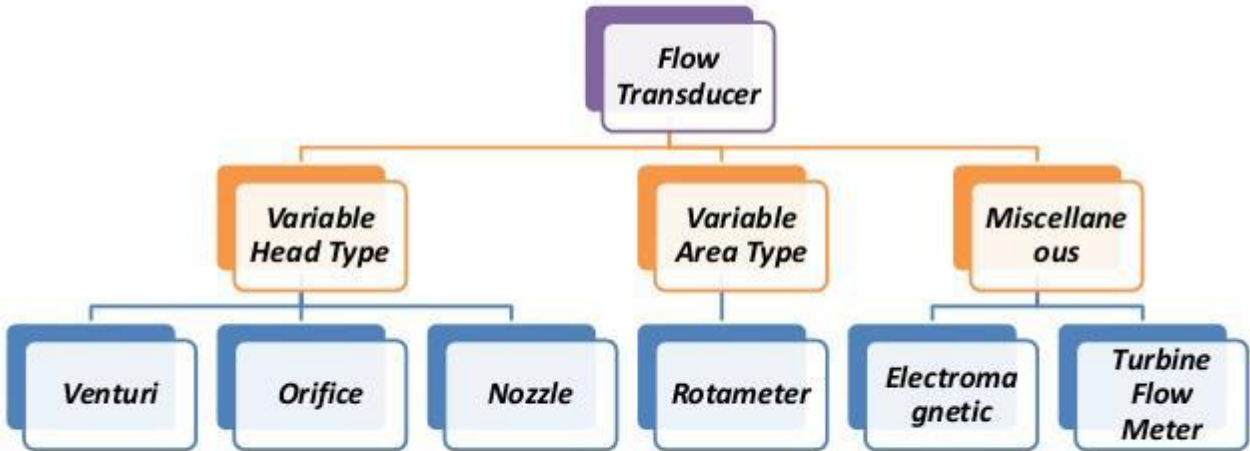 Flow
Transducer
Variable
Head Type
Variable
Area Type
Miscellane
ous
Venturi
Orifice
Nozzle
Rotameter
Electroma
gnetic
Turbine
Flow
Meter